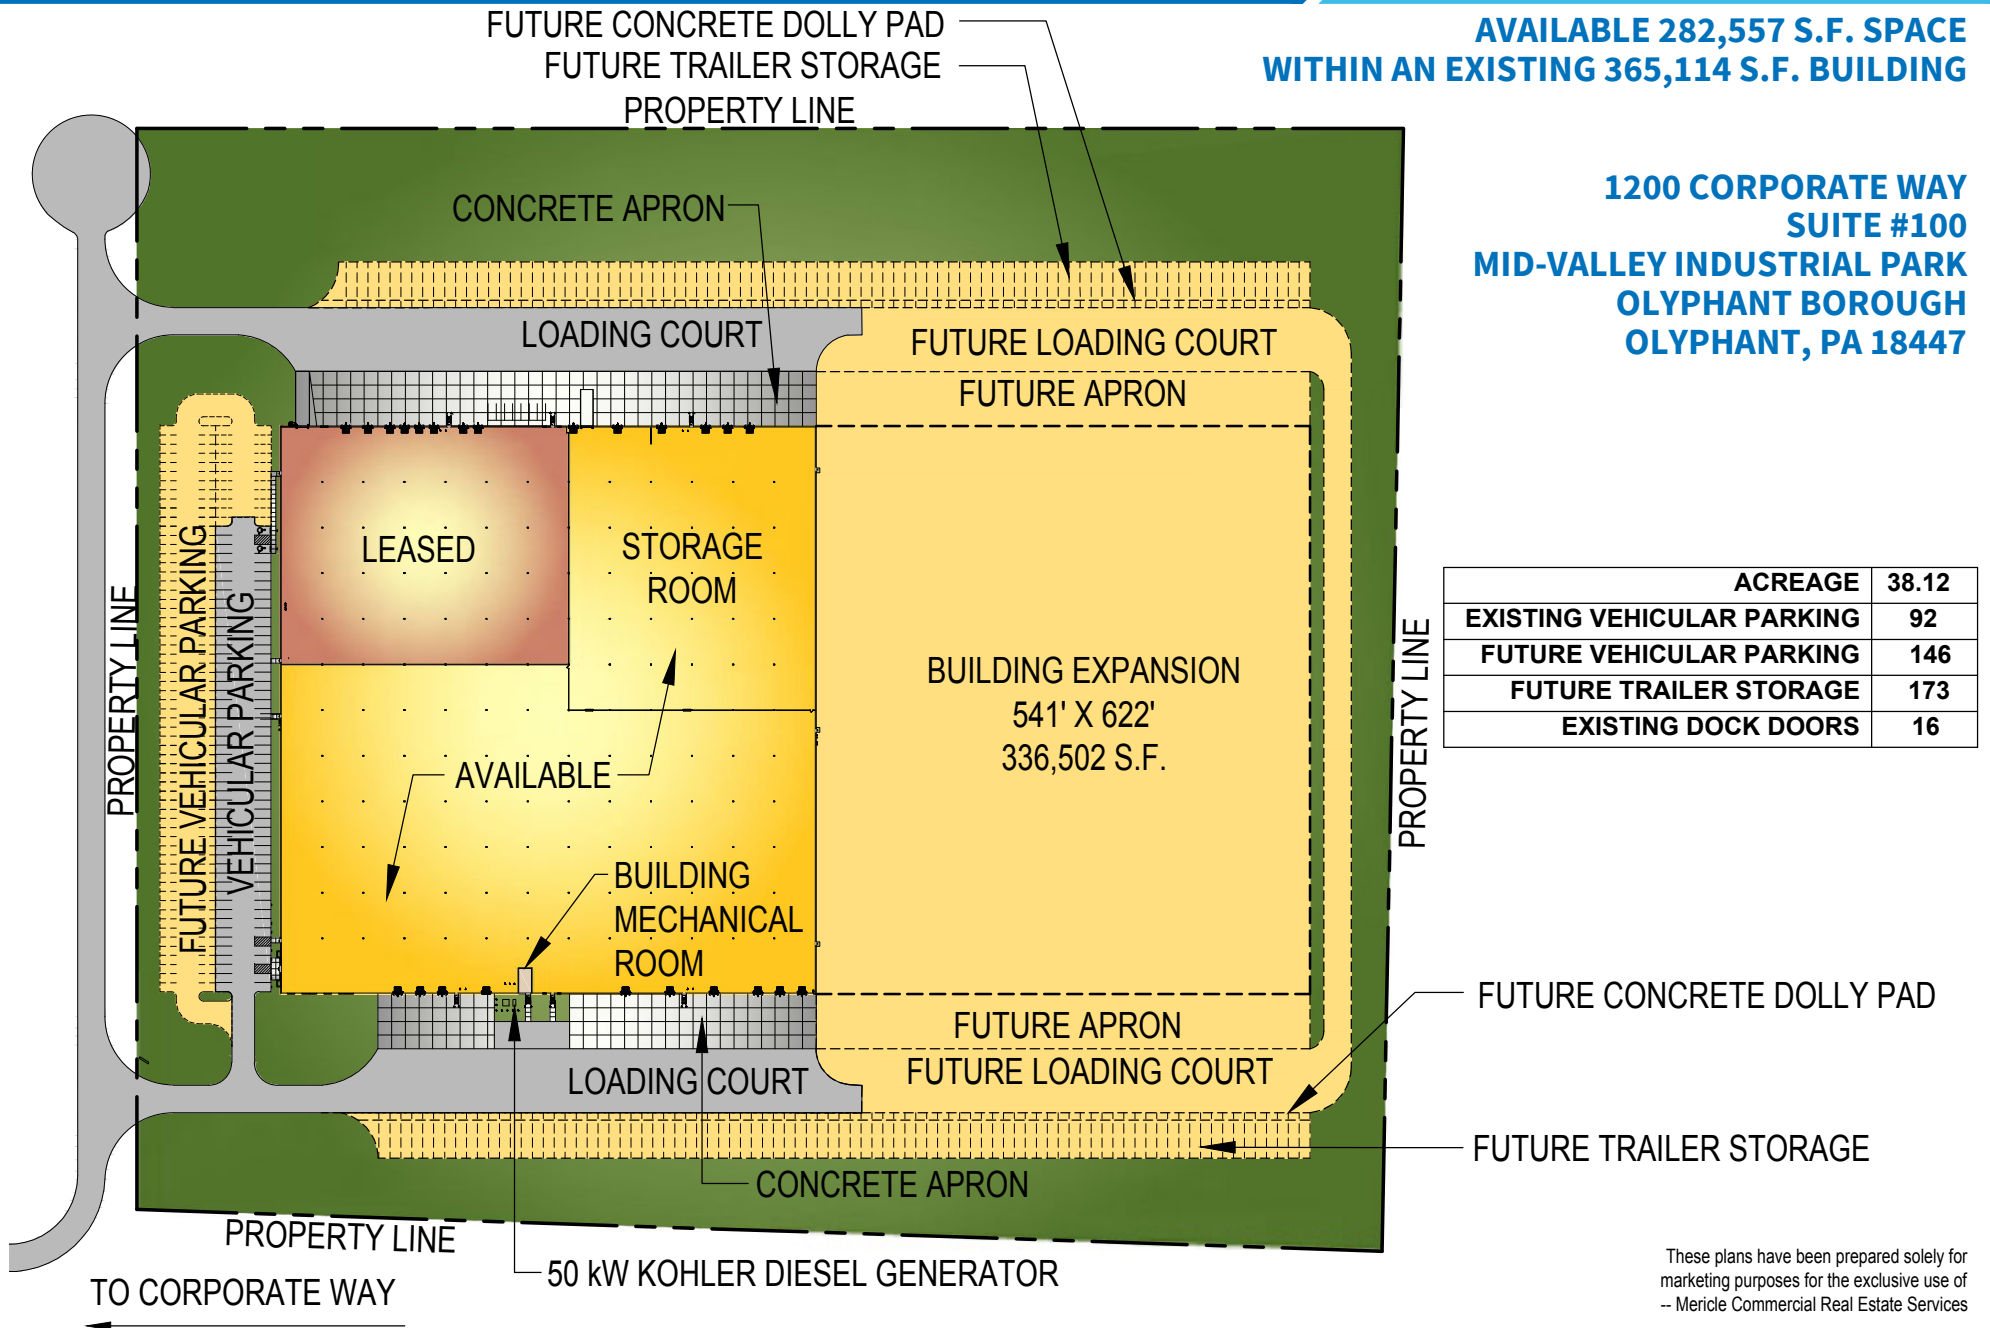 FUTURE CONCRETE DOLLY PAD
FUTURE TRAILER STORAGE
PROPERTY LINE
AVAILABLE 282,557 S.F. SPACE
WITHIN AN EXISTING 365,114 S.F. BUILDING
1200 CORPORATE WAY
SUITE #100
MID-VALLEY INDUSTRIAL PARK
OLYPHANT BOROUGH
OLYPHANT, PA 18447
CONCRETE APRON
LOADING COURT
FUTURE LOADING COURT
FUTURE APRON
LEASED
STORAGE
ROOM
PROPERTY LINE
FUTURE VEHICULAR PARKING
VEHICULAR PARKING
BUILDING EXPANSION
541' X 622'
336,502 S.F.
PROPERTY LINE
ACREAGE 38.12
EXISTING VEHICULAR PARKING 92
FUTURE VEHICULAR PARKING 146
FUTURE TRAILER STORAGE 173
EXISTING DOCK DOORS 16
AVAILABLE
BUILDING
MECHANICAL
ROOM
FUTURE CONCRETE DOLLY PAD
FUTURE APRON
LOADING COURT
FUTURE LOADING COURT
FUTURE TRAILER STORAGE
CONCRETE APRON
PROPERTY LINE
50 kW KOHLER DIESEL GENERATOR
TO CORPORATE WAY
These plans have been prepared solely for
marketing purposes for the exclusive use of
-- Mericle Commercial Real Estate Services